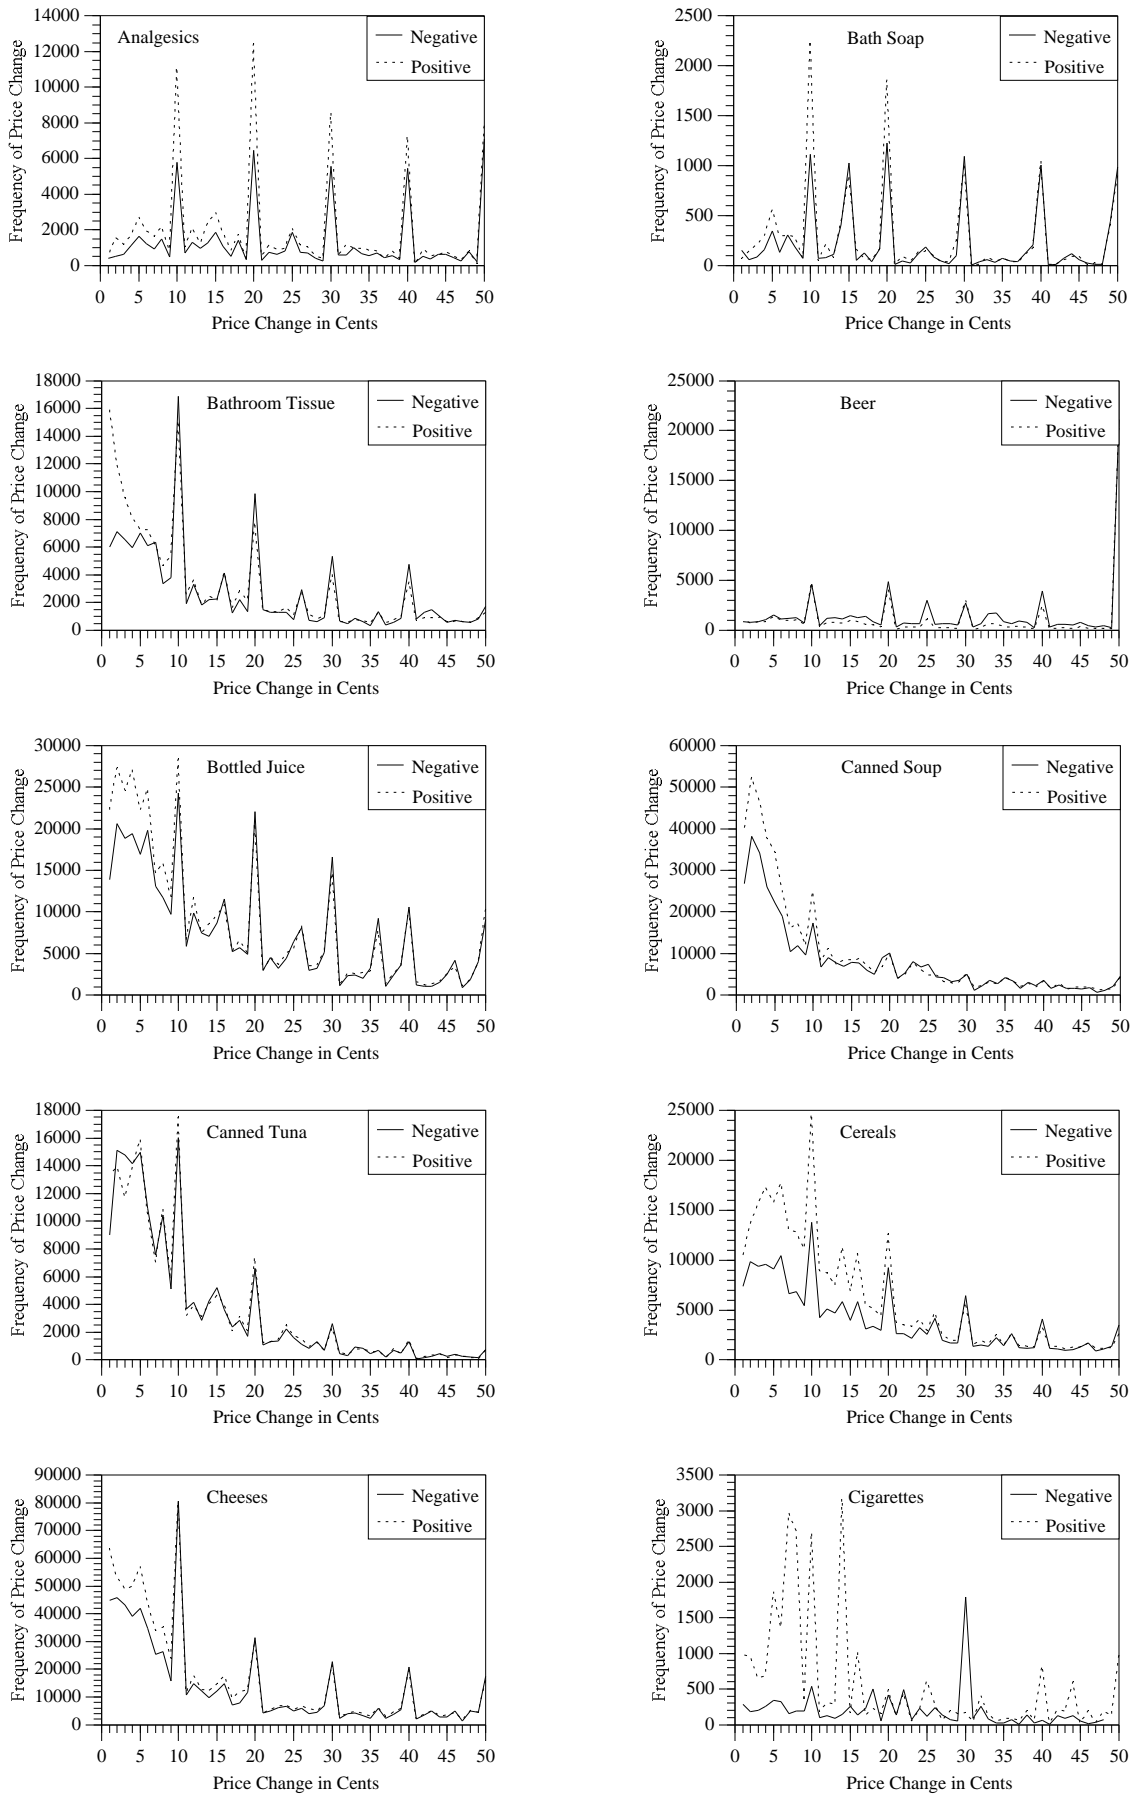 Analgesics
Negative
Positive
Frequency of Price Change
14000
12000
10000
8000
6000
4000
2000
0
0 5 10 15 20 25 30 35 40 45 50
Price Change in Cents
Bath Soap
Negative
Positive
Frequency of Price Change
2500
2000
1500
1000
500
0
0 5 10 15 20 25 30 35 40 45 50
Price Change in Cents
Bathroom Tissue
Negative
Positive
Frequency of Price Change
18000
16000
14000
12000
10000
8000
6000
4000
2000
0
0 5 10 15 20 25 30 35 40 45 50
Price Change in Cents
Beer
Negative
Positive
Frequency of Price Change
25000
20000
15000
10000
5000
0
0 5 10 15 20 25 30 35 40 45 50
Price Change in Cents
Bottled Juice
Negative
Positive
Frequency of Price Change
30000
25000
20000
15000
10000
5000
0
0 5 10 15 20 25 30 35 40 45 50
Price Change in Cents
Canned Soup
Negative
Positive
Frequency of Price Change
60000
50000
40000
30000
20000
10000
0
0 5 10 15 20 25 30 35 40 45 50
Price Change in Cents
Canned Tuna
Negative
Positive
Frequency of Price Change
18000
16000
14000
12000
10000
8000
6000
4000
2000
0
0 5 10 15 20 25 30 35 40 45 50
Price Change in Cents
Cereals
Negative
Positive
Frequency of Price Change
25000
20000
15000
10000
5000
0
0 5 10 15 20 25 30 35 40 45 50
Price Change in Cents
Cheeses
Negative
Positive
Frequency of Price Change
90000
80000
70000
60000
50000
40000
30000
20000
10000
0
0 5 10 15 20 25 30 35 40 45 50
Price Change in Cents
Cigarettes
Negative
Positive
Frequency of Price Change
3500
3000
2500
2000
1500
1000
500
0
0 5 10 15 20 25 30 35 40 45 50
Price Change in Cents